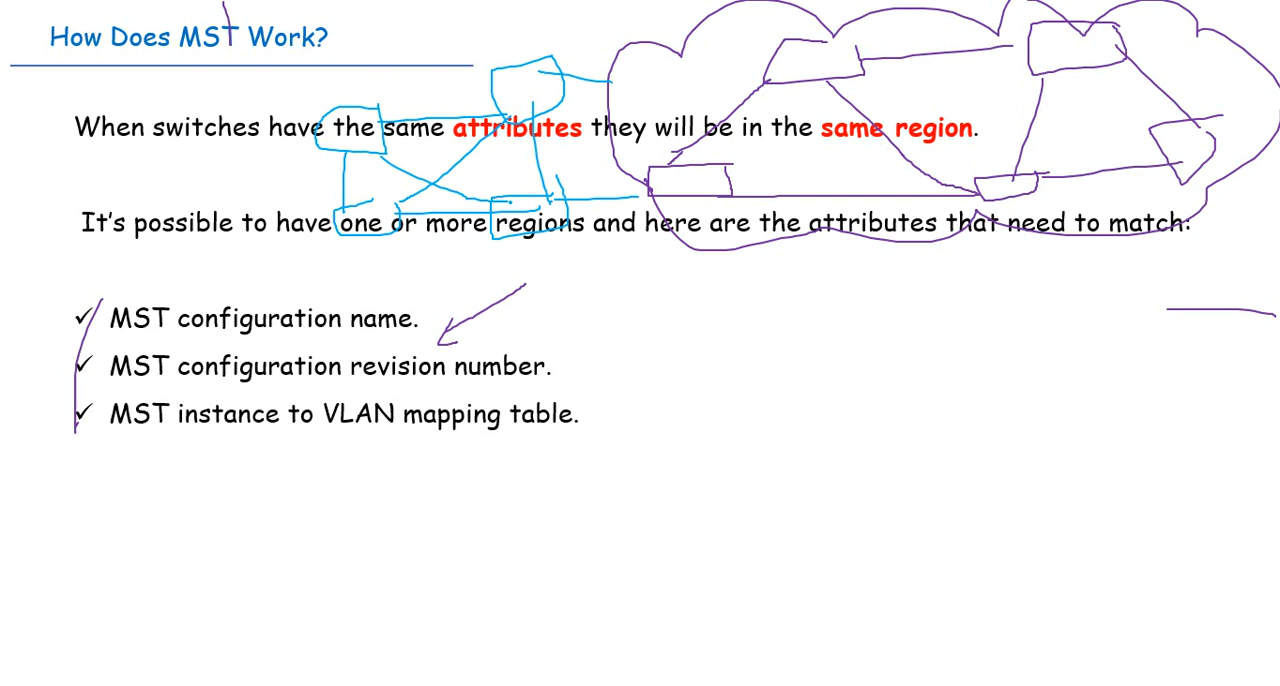 How Does MST Work?
When switches have the same attributes they will be in the same region.
It's possible to have one or more regions and here are the attributes that need to match:
✓ MST configuration name.
✓ MST configuration revision number.
✓ MST instance to VLAN mapping table.